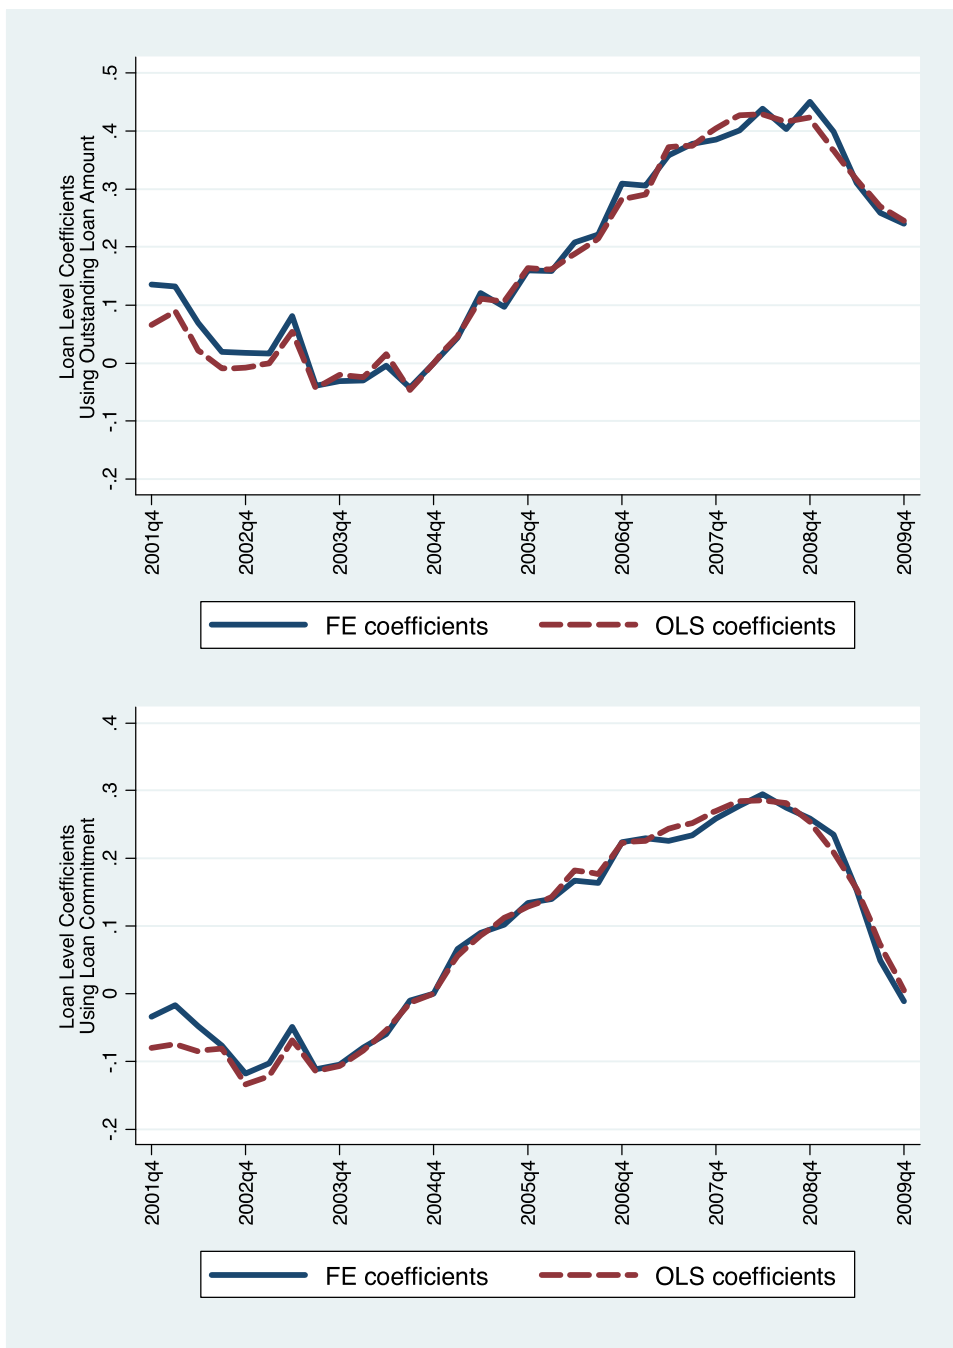 Loan Level Coefficients
Using Outstanding Loan Amount
.5
.4
.3
.2
.1
0
-.1
-.2
2001q4
2002q4
2003q4
2004q4
2005q4
2006q4
2007q4
2008q4
2009q4
FE coefficients
OLS coefficients
Loan Level Coefficients
Using Loan Commitment
.4
.3
.2
.1
0
-.1
-.2
2001q4
2002q4
2003q4
2004q4
2005q4
2006q4
2007q4
2008q4
2009q4
FE coefficients
OLS coefficients